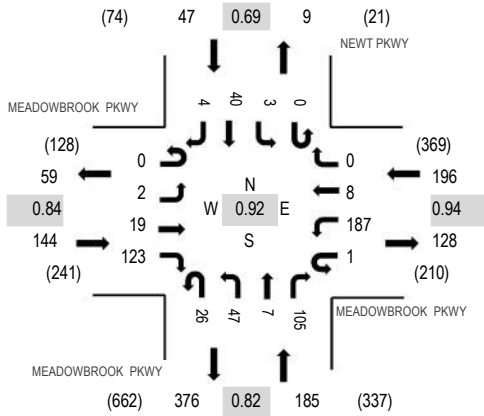 (74) 47 0.69 9 (21)
NEWT PKWY
MEADOWBROOK PKWY
4 40 3 0
(128) (369)
0 0
59 196
2 N 8
0.84 W 0.92 E 0.94
19 187
144 S 128
123 1
(241) (210)
26 47 7 105
MEADOWBROOK PKWY
MEADOWBROOK PKWY
(662) 376 0.82 185 (337)